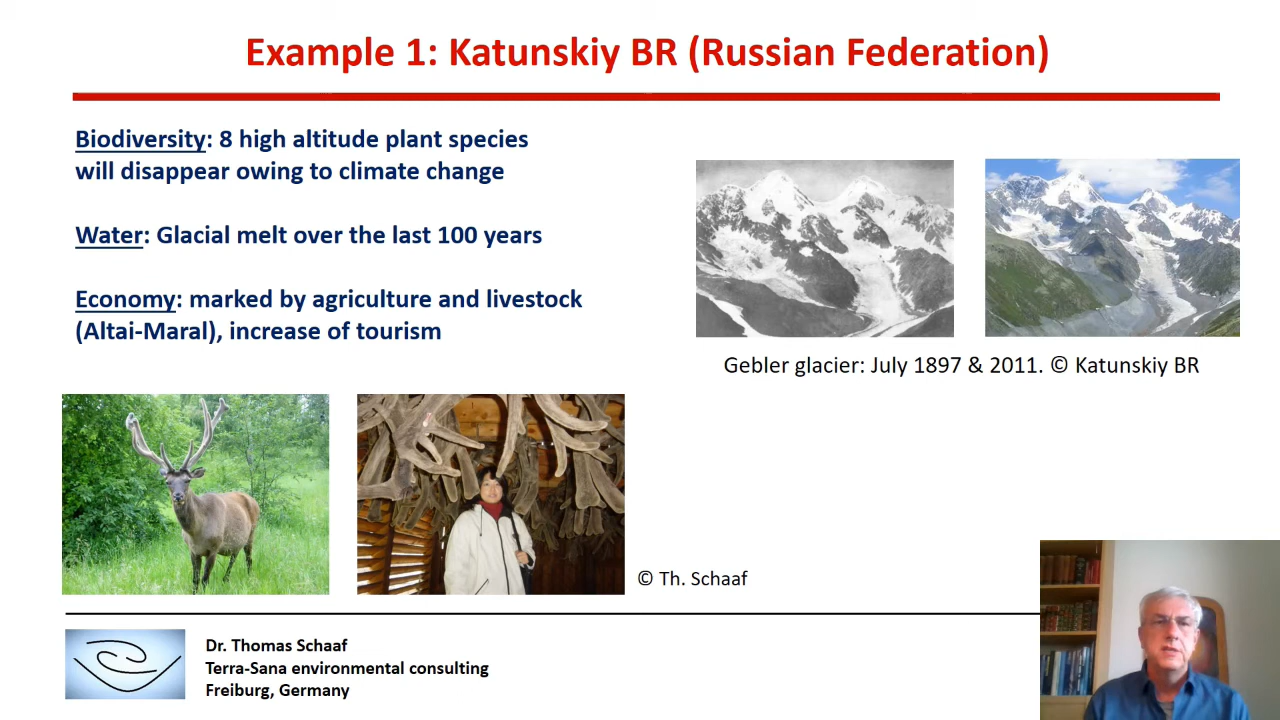 Example 1: Katunskiy BR (Russian Federation)
Biodiversity: 8 high altitude plant species
will disappear owing to climate change
Water: Glacial melt over the last 100 years
Economy: marked by agriculture and livestock
(Altai-Maral), increase of tourism
Gebler glacier: July 1897 & 2011. © Katunskiy BR
© Th. Schaaf
Dr. Thomas Schaaf
Terra-Sana environmental consulting
Freiburg, Germany